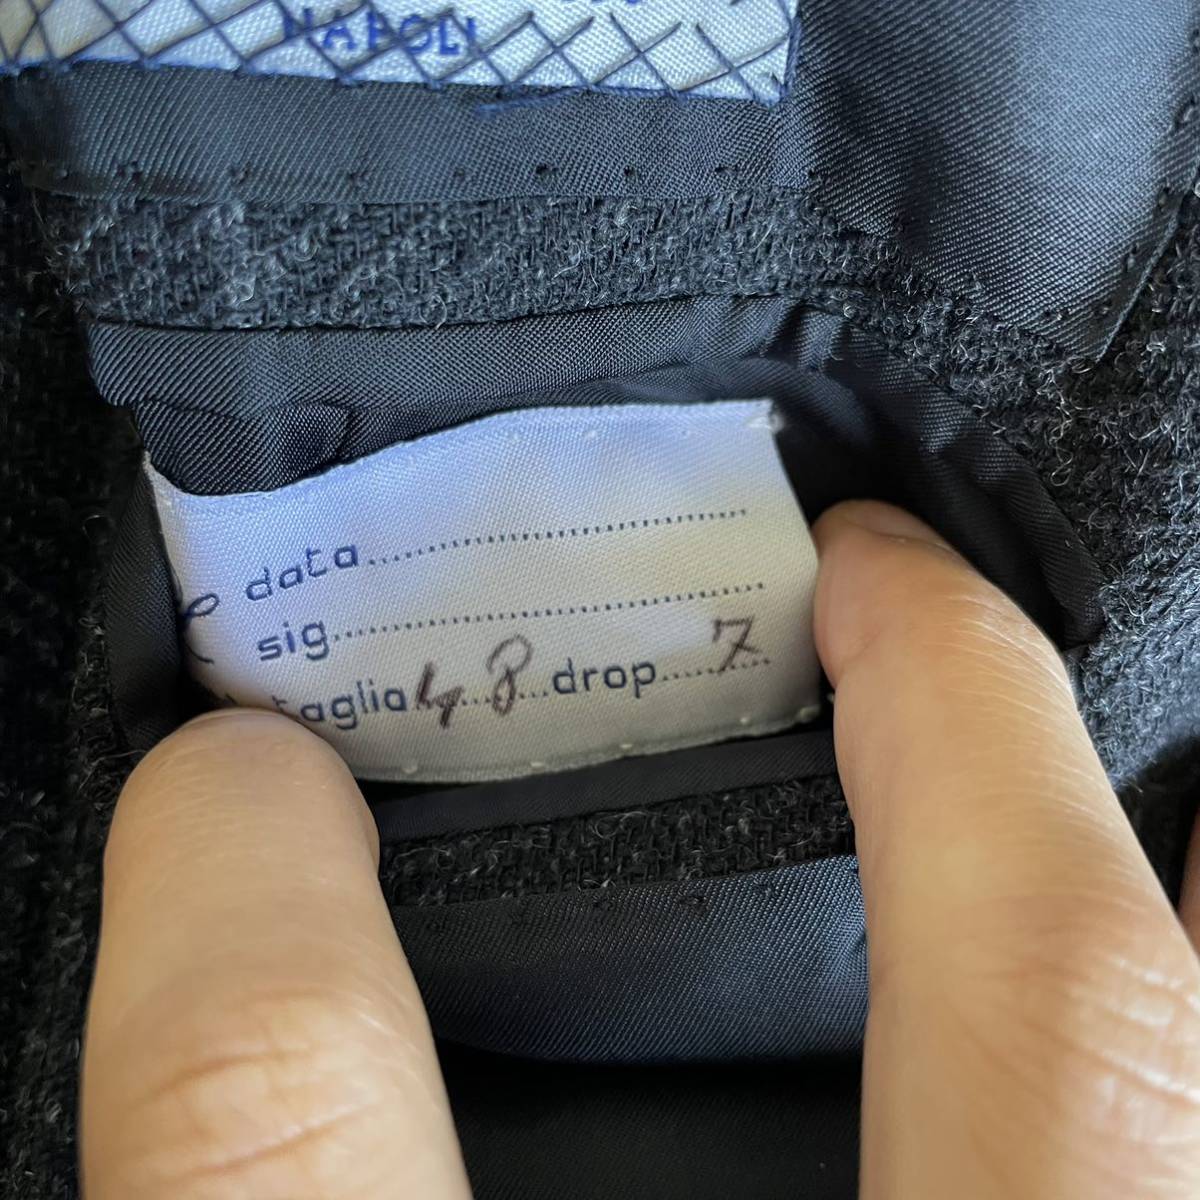 NAPOLI
data....................
sig....................
taglia 48 drop 7